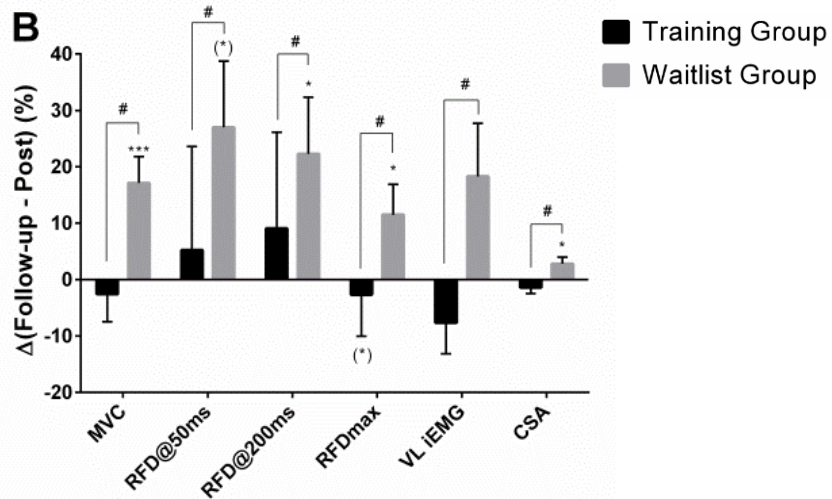 B
Training Group
Waitlist Group
Δ(Follow-up - Post) (%)
40
30
20
10
0
-10
-20
#
***
#
(*)
#
*
#
*
(*)
#
#
*
MVC
RFD@50ms
RFD@200ms
RFDmax
VL iEMG
CSA